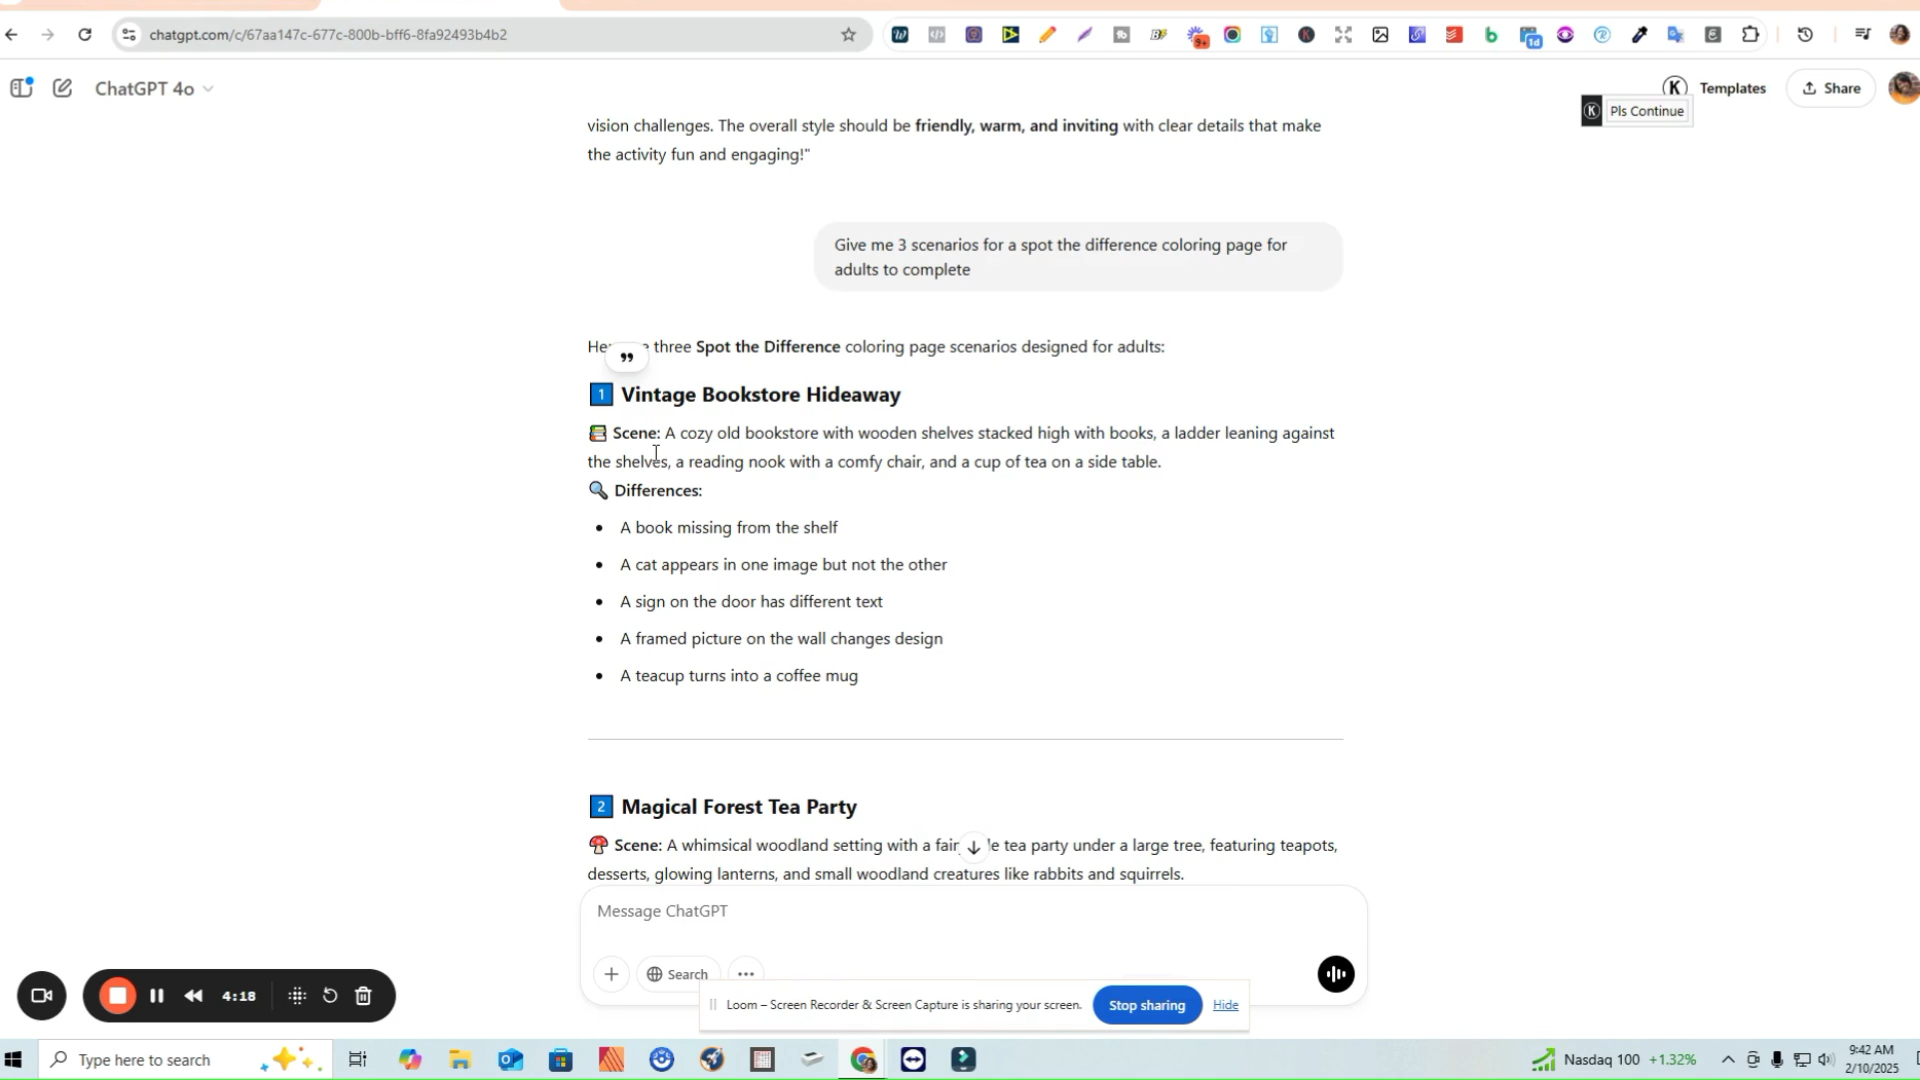 chatgpt.com/c/67aa147c-677c-800b-bff6-8fa92493b4b2
9+
1d
ChatGPT 4o
K Templates
Share
K Pls Continue
vision challenges. The overall style should be friendly, warm, and inviting with clear details that make
the activity fun and engaging!"
Give me 3 scenarios for a spot the difference coloring page for
adults to complete
three Spot the Difference coloring page scenarios designed for adults:
1 Vintage Bookstore Hideaway
Scene: A cozy old bookstore with wooden shelves stacked high with books, a ladder leaning against
the shelves, a reading nook with a comfy chair, and a cup of tea on a side table.
Differences:
• A book missing from the shelf
• A cat appears in one image but not the other
• A sign on the door has different text
• A framed picture on the wall changes design
• A teacup turns into a coffee mug
2 Magical Forest Tea Party
Scene: A whimsical woodland setting with a tea party under a large tree, featuring teapots,
desserts, glowing lanterns, and small woodland creatures like rabbits and squirrels.
Message ChatGPT
Search
4:18
Loom – Screen Recorder & Screen Capture is sharing your screen.
Stop sharing
Hide
Type here to search
Nasdaq 100 +1.32%
9:42 AM
2/10/2025